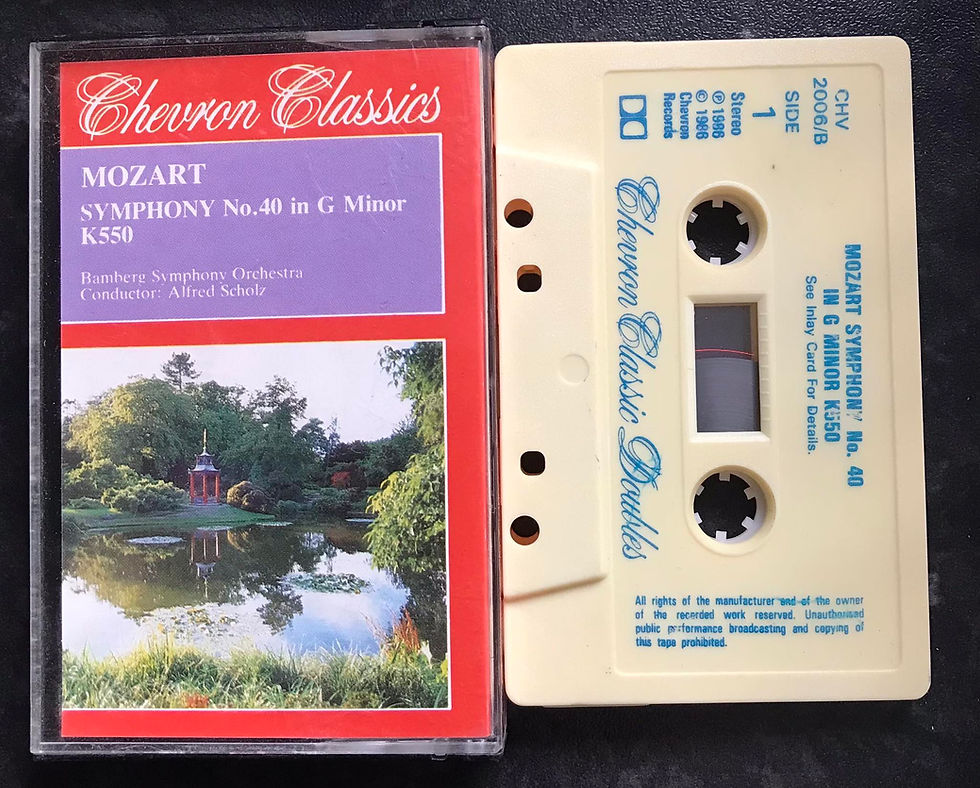 Chevron Classics
MOZART
SYMPHONY No.40 in G Minor
K550
Bamberg Symphony Orchestra
Conductor: Alfred Scholz
CHV
2006/B
SIDE
1
Stereo
℗ 1986
© 1986
Chevron
Records
MOZART SYMPHONY No. 40
IN G MINOR K550
See Inlay Card For Details.
Chevron Classic Doubles
All rights of the manufacturer and of the owner
of the recorded work reserved. Unauthorised
public performance broadcasting and copying of
this tape prohibited.